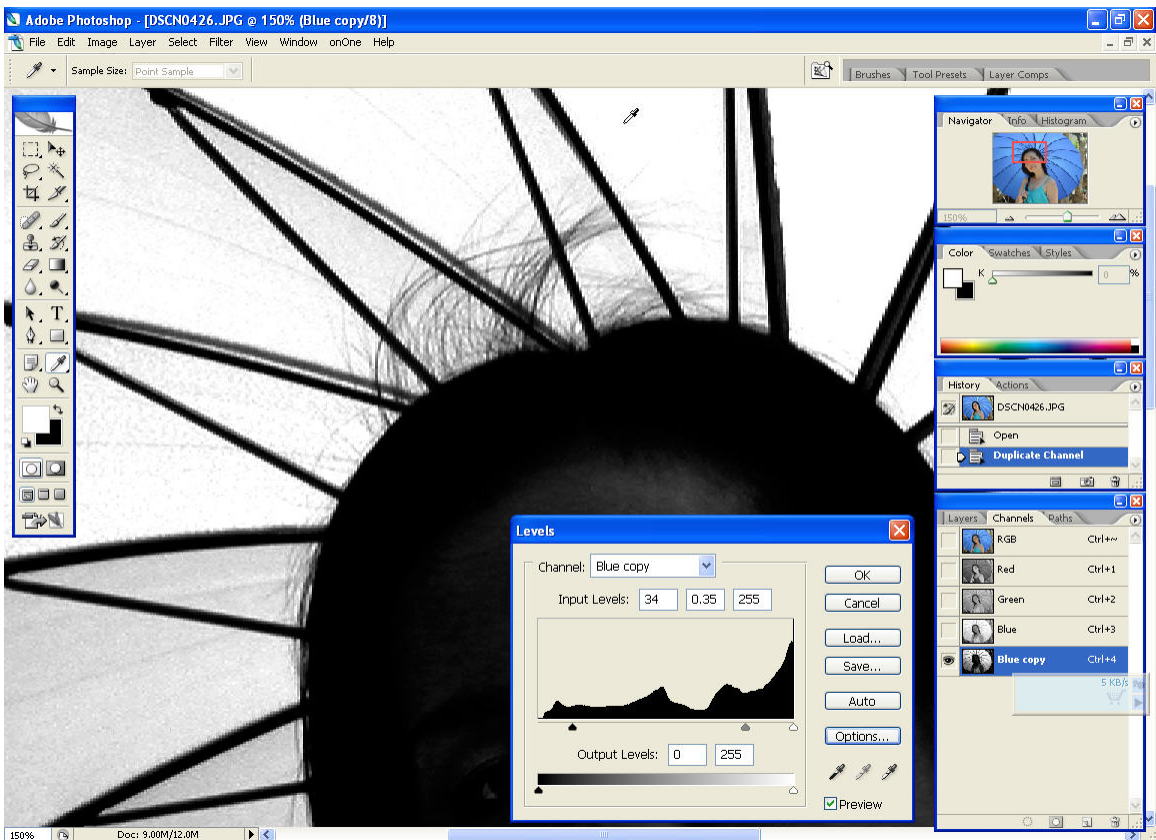 Adobe Photoshop - [DSCN0426.JPG @ 150% (Blue copy/8)]
File Edit Image Layer Select Filter View Window onOne Help
Sample Size: Point Sample
Brushes Tool Presets Layer Comps
Navigator Info Histogram
150%
Color Swatches Styles
K 0 %
History Actions
DSCN0426.JPG
Open
Duplicate Channel
Layers Channels Paths
RGB Ctrl+~
Red Ctrl+1
Green Ctrl+2
Blue Ctrl+3
Blue copy Ctrl+4
5 KB/s
Levels
Channel: Blue copy
Input Levels: 34 0.35 255
Output Levels: 0 255
OK
Cancel
Load...
Save...
Auto
Options...
Preview
150% Doc: 9.00M/12.0M